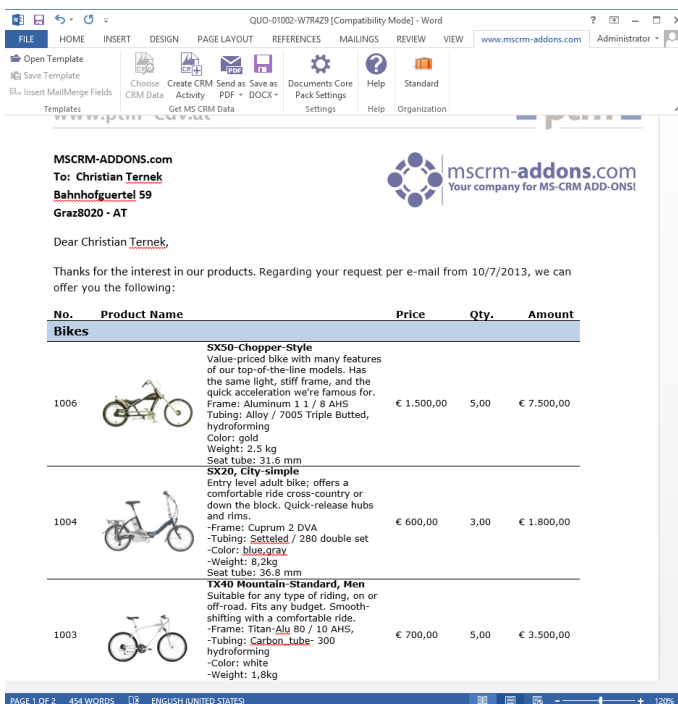 QUO-01002-W7R4Z9 [Compatibility Mode] - Word
FILE HOME INSERT DESIGN PAGE LAYOUT REFERENCES MAILINGS REVIEW VIEW www.mscrm-addons.com Administrator
Open Template
Save Template
Insert MailMerge Fields
Templates
Choose CRM Data
Create CRM Activity
Send as PDF
Save as DOCX
Get MS CRM Data
Documents Core Pack Settings
Settings
Help
Help
Standard
Organization
www.ptm-edv.at
ptm
MSCRM-ADDONS.com
To: Christian Ternek
Bahnhofguertel 59
Graz8020 - AT
mscrm-addons.com
Your company for MS-CRM ADD-ONS!
Dear Christian Ternek,
Thanks for the interest in our products. Regarding your request per e-mail from 10/7/2013, we can
offer you the following:
No. Product Name Price Qty. Amount
Bikes
SX50-Chopper-Style
Value-priced bike with many features
of our top-of-the-line models. Has
the same light, stiff frame, and the
quick acceleration we're famous for.
Frame: Aluminum 1 1 / 8 AHS
Tubing: Alloy / 7005 Triple Butted,
hydroforming
Color: gold
Weight: 2.5 kg
Seat tube: 31.6 mm
1006 € 1.500,00 5,00 € 7.500,00
SX20, City-simple
Entry level adult bike; offers a
comfortable ride cross-country or
down the block. Quick-release hubs
and rims.
-Frame: Cuprum 2 DVA
-Tubing: Setteled / 280 double set
-Color: blue,gray
-Weight: 8,2kg
Seat tube: 36.8 mm
1004 € 600,00 3,00 € 1.800,00
TX40 Mountain-Standard, Men
Suitable for any type of riding, on or
off-road. Fits any budget. Smooth-
shifting with a comfortable ride.
-Frame: Titan-Alu 80 / 10 AHS,
-Tubing: Carbon_tube- 300
hydroforming
-Color: white
-Weight: 1,8kg
1003 € 700,00 5,00 € 3.500,00
PAGE 1 OF 2 454 WORDS ENGLISH (UNITED STATES) 120%